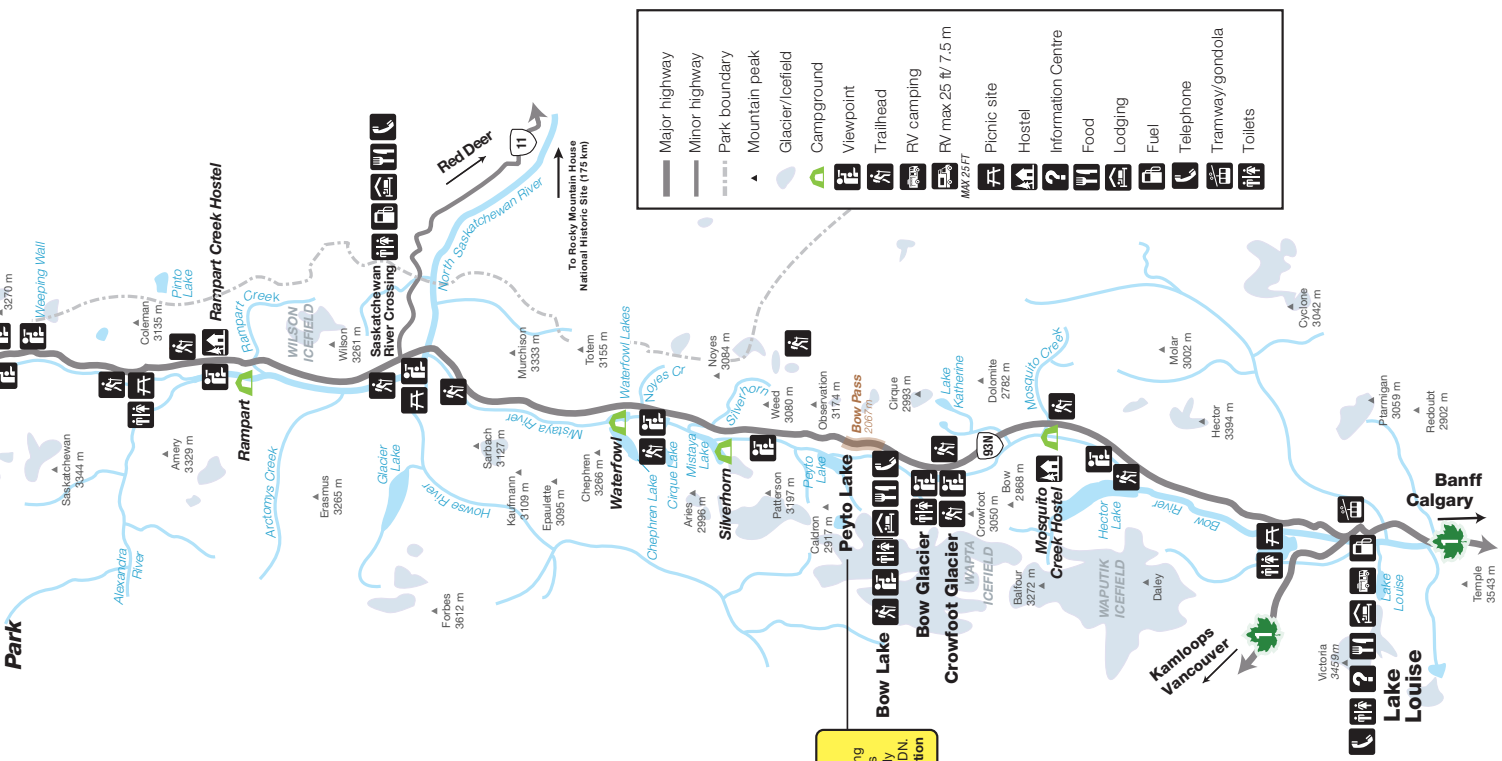 Park
3270 m
Weeping Wall
Pinto
Lake
Coleman
3135 m
Rampart Creek Hostel
Rampart Creek
WILSON
ICEFIELD
Wilson
3261 m
Saskatchewan
River Crossing
Red Deer
11
To Rocky Mountain House
National Historic Site (175 km)
North Saskatchewan River
Saskatchewan
3344 m
Amery
3329 m
Rampart
Alexandra
River
Arctomys Creek
Erasmus
3265 m
Glacier
Lake
Howse River
Forbes
3612 m
Sarbach
3127 m
Kaufmann
3109 m
Epaulette
3095 m
Chephren
3266 m
Mistaya River
Murchison
3333 m
Totem
3155 m
Waterfowl Lakes
Waterfowl
Noyes Cr
Noyes
3084 m
Chephren Lake
Cirque Lake
Mistaya
Lake
Aries
2996 m
Silverhorn
Silverhorn
Weed
3080 m
Patterson
3197 m
Observation
3174 m
Caldron
2917 m
Peyto
Lake
Peyto Lake
Bow Pass
2067m
Cirque
2993 m
Bow Lake
Bow Glacier
Crowfoot Glacier
Lake
Katherine
Dolomite
2782 m
93N
WAPTA
ICEFIELD
Crowfoot
3050 m
Bow
2868 m
Mosquito Creek
Mosquito
Creek Hostel
Balfour
3272 m
Hector
Lake
WAPUTIK
ICEFIELD
Daley
Bow
River
Molar
3002 m
Hector
3394 m
Cyclone
3042 m
Ptarmigan
3059 m
Redoubt
2902 m
Kamloops
Vancouver
1
Victoria
3459m
Lake
Louise
Lake
Louise
Banff
Calgary
1
Temple
3543 m
ing
s
ly
DN.
tion
Major highway
Minor highway
Park boundary
Mountain peak
Glacier/Icefield
Campground
Viewpoint
Trailhead
RV camping
RV max 25 ft/ 7.5 m
MAX 25 FT
Picnic site
Hostel
Information Centre
Food
Lodging
Fuel
Telephone
Tramway/gondola
Toilets